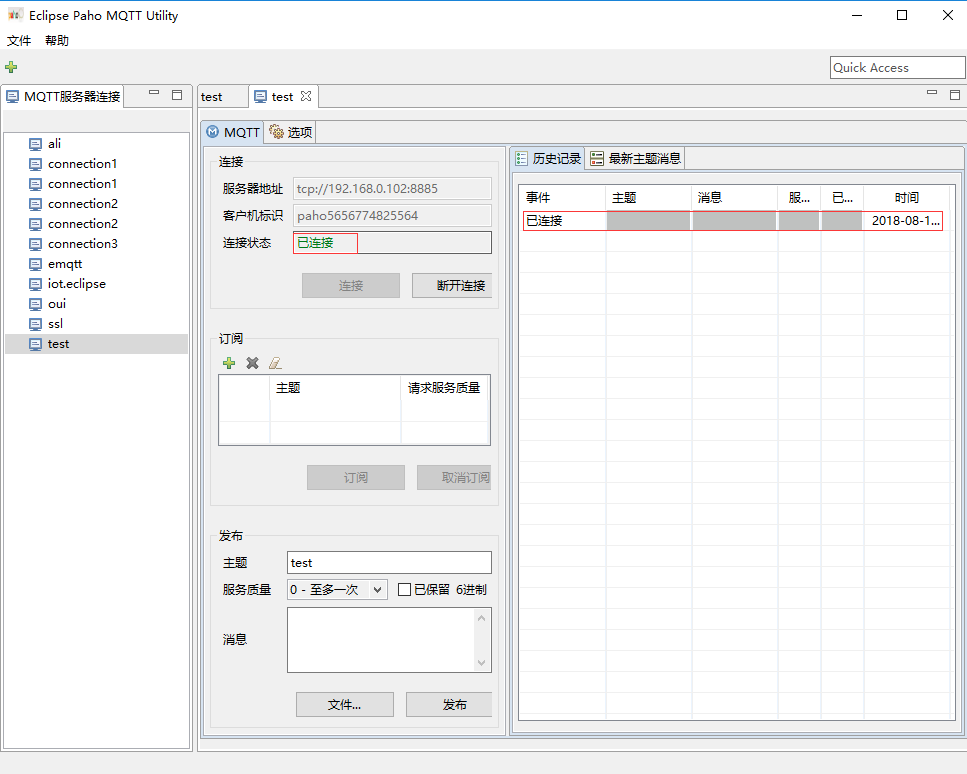 Eclipse Paho MQTT Utility
文件 帮助
Quick Access
MQTT服务器连接
ali
connection1
connection1
connection2
connection2
connection3
emqtt
iot.eclipse
oui
ssl
test
test test
MQTT 选项
连接
服务器地址 tcp://192.168.0.102:8885
客户机标识 paho5656774825564
连接状态 已连接
连接 断开连接
订阅
主题 请求服务质量
订阅 取消订阅
发布
主题 test
服务质量 0 - 至多一次 已保留 6进制
消息
文件... 发布
历史记录 最新主题消息
事件 主题 消息 服... 已... 时间
已连接 2018-08-1...